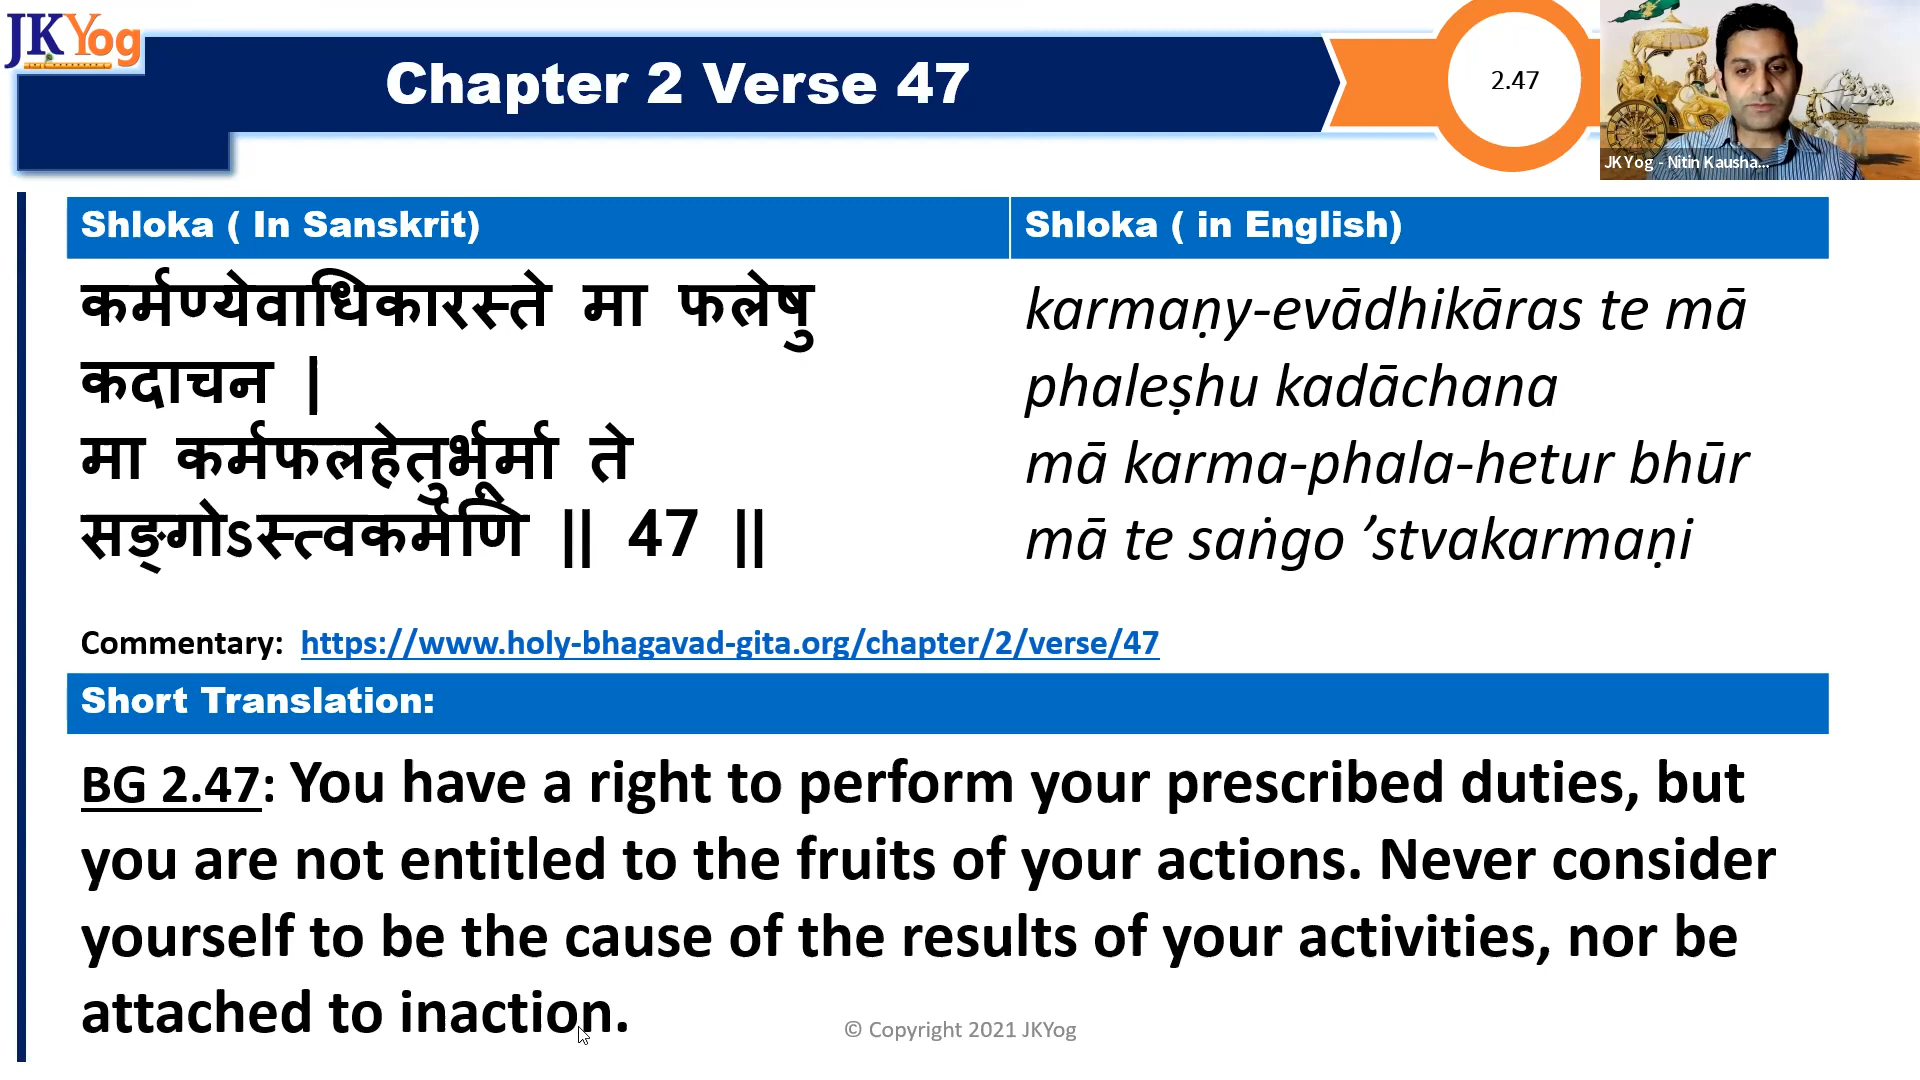 JKYog
Chapter 2 Verse 47
2.47
JKYog - Nitin Kausha...
Shloka ( In Sanskrit)
Shloka ( in English)
कर्मण्येवाधिकारस्ते मा फलेषु
कदाचन |
मा कर्मफलहेतुर्भूर्मा ते
सङ्गोऽस्त्वकर्मणि || 47 ||
karmaṇy-evādhikāras te mā
phaleṣhu kadāchana
mā karma-phala-hetur bhūr
mā te saṅgo ’stvakarmaṇi
Commentary: https://www.holy-bhagavad-gita.org/chapter/2/verse/47
Short Translation:
BG 2.47: You have a right to perform your prescribed duties, but
you are not entitled to the fruits of your actions. Never consider
yourself to be the cause of the results of your activities, nor be
attached to inaction.
© Copyright 2021 JKYog